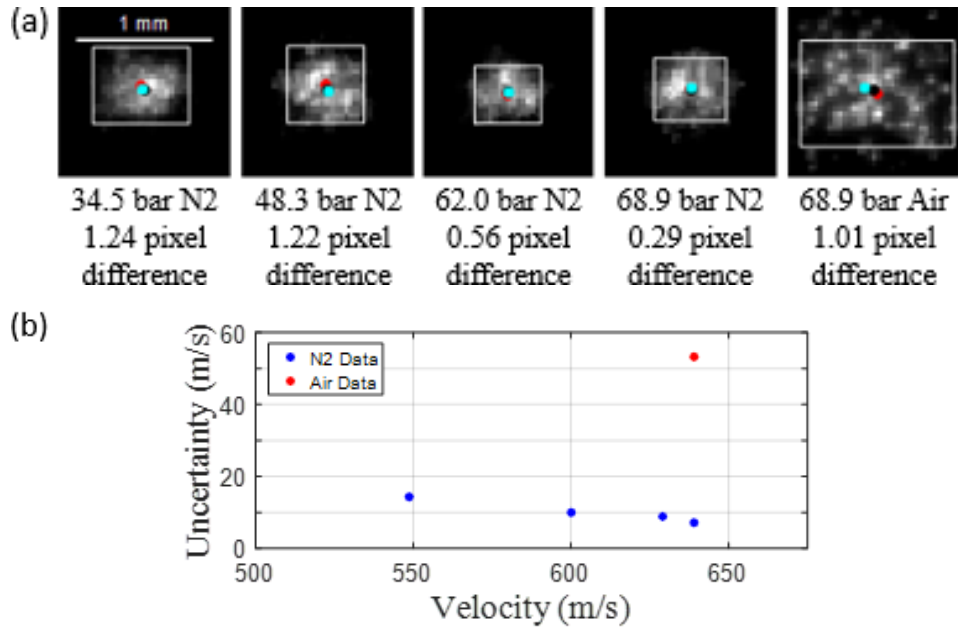 (a)
1 mm
34.5 bar N2
1.24 pixel
difference
48.3 bar N2
1.22 pixel
difference
62.0 bar N2
0.56 pixel
difference
68.9 bar N2
0.29 pixel
difference
68.9 bar Air
1.01 pixel
difference
(b)
Uncertainty (m/s)
60
40
20
0
N2 Data
Air Data
500
550
600
650
Velocity (m/s)